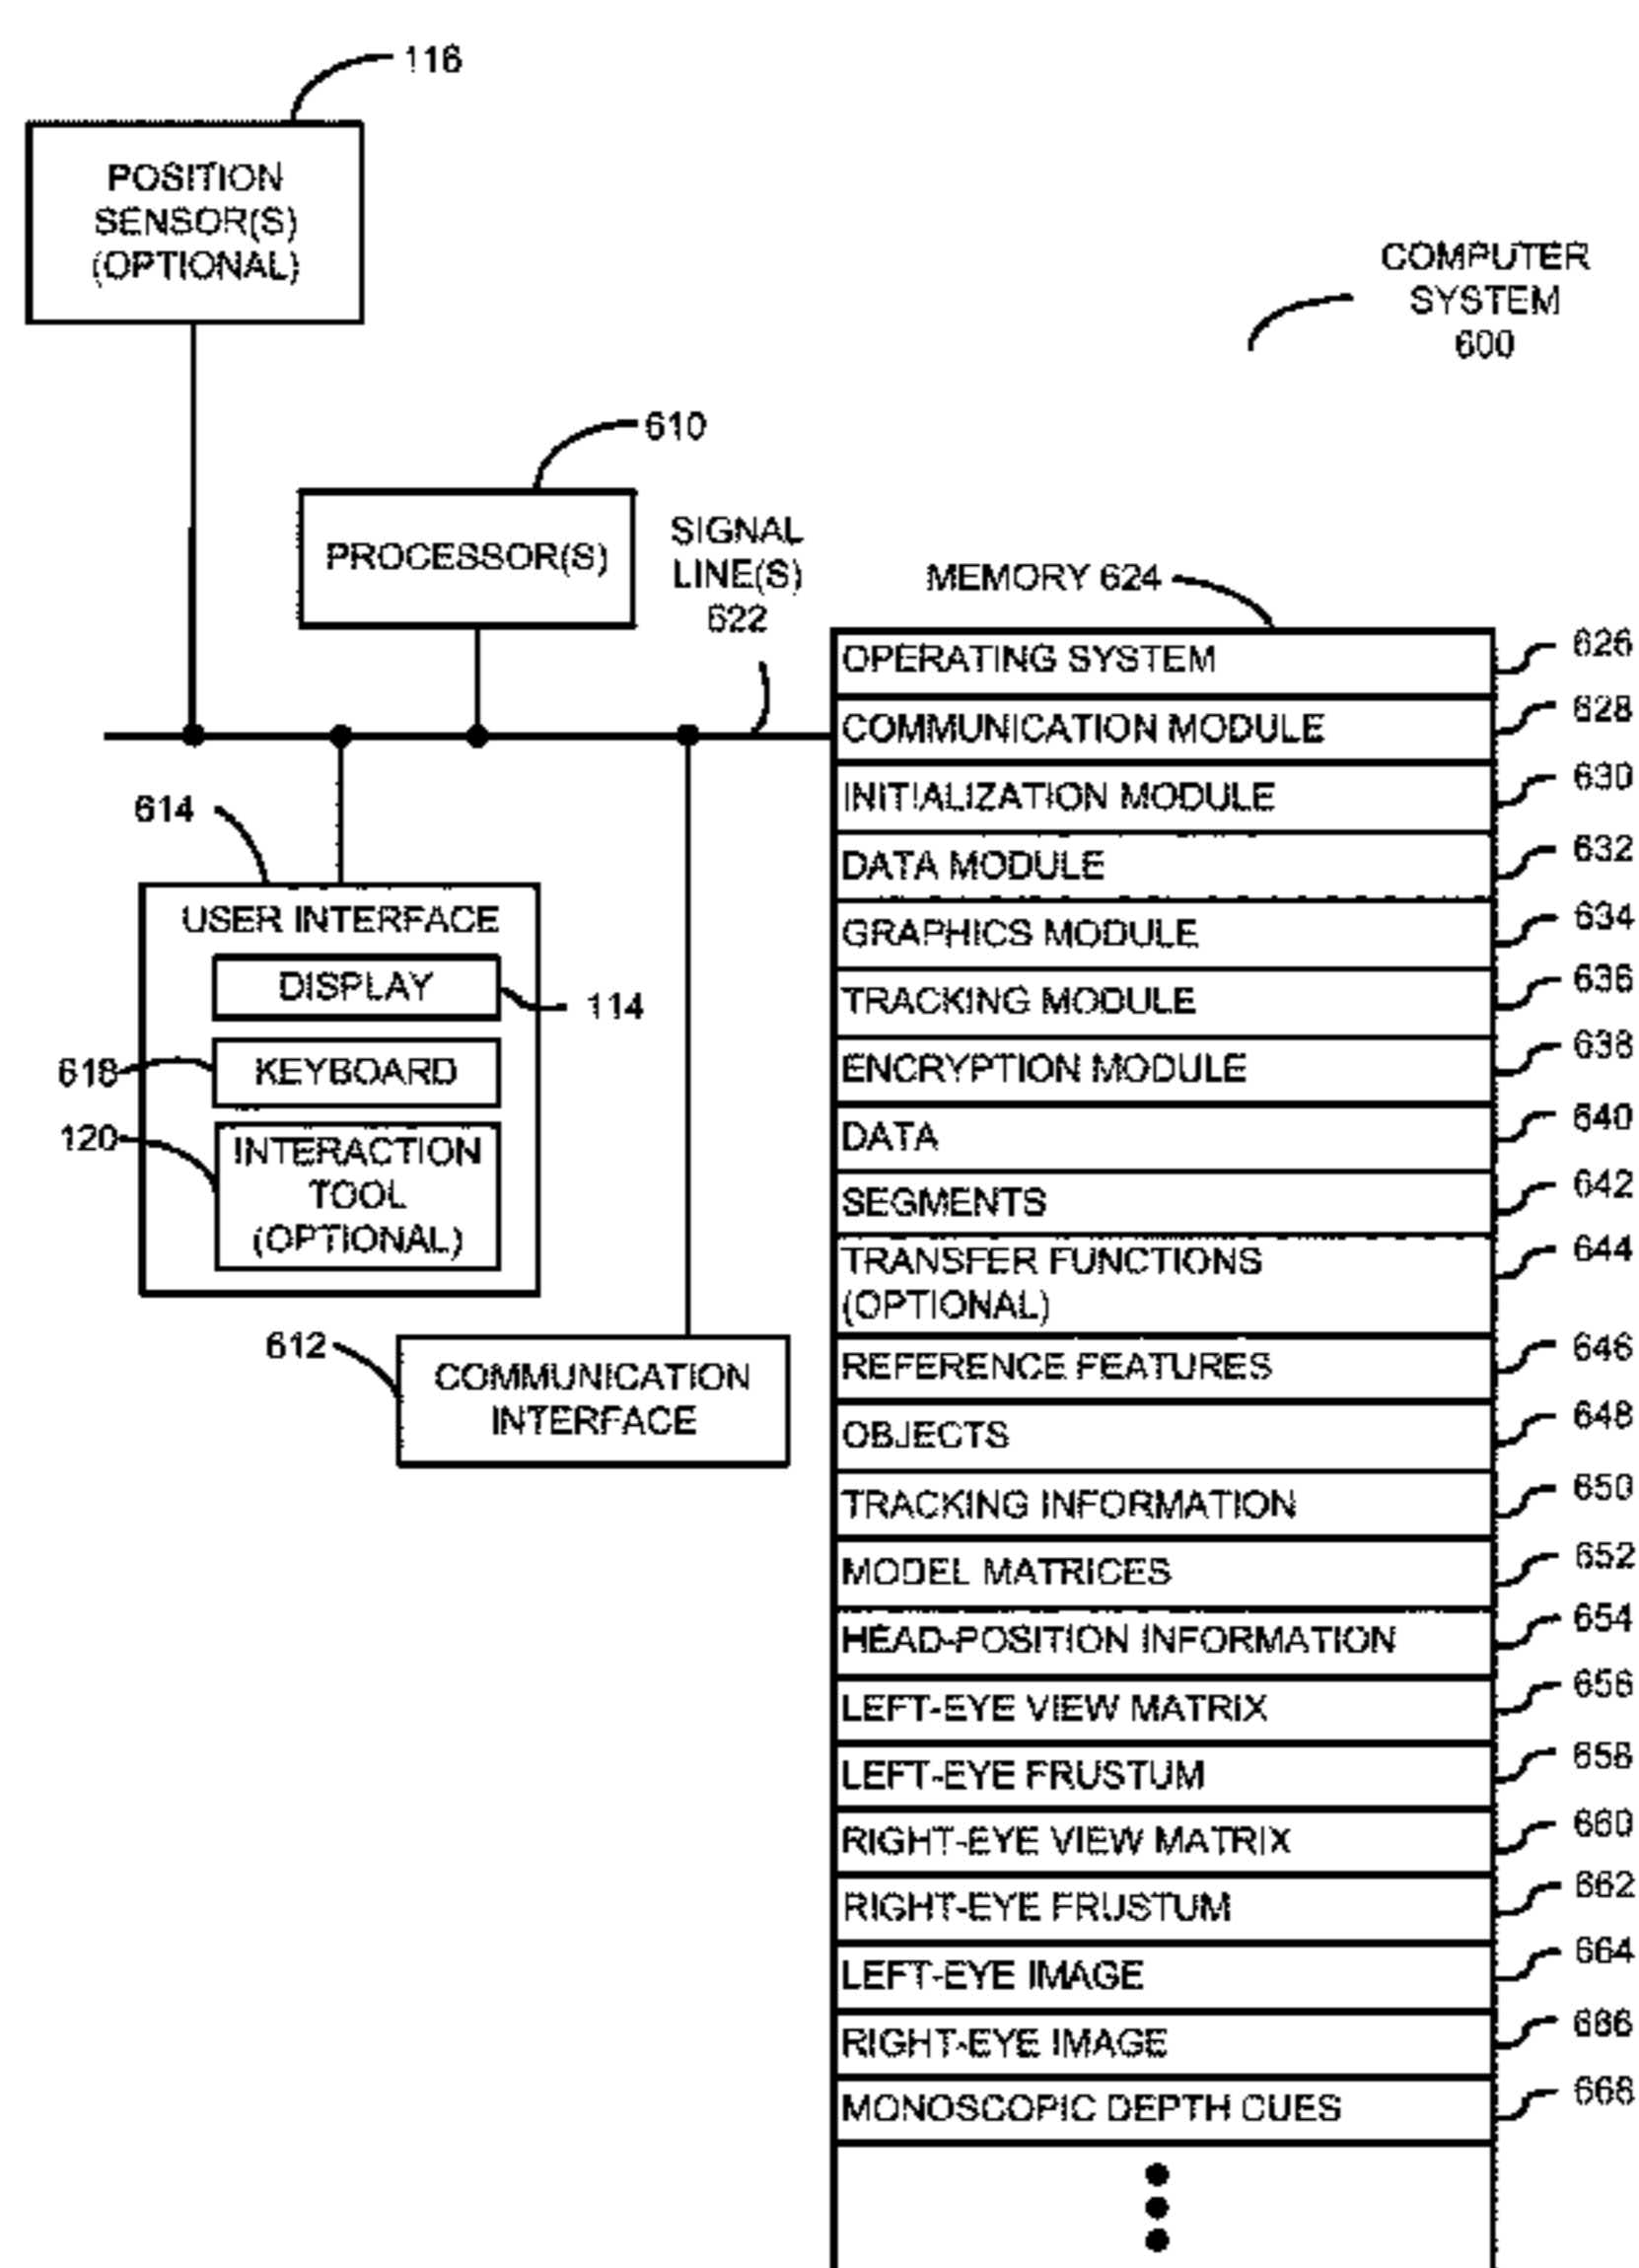 116
POSITION
SENSOR(S)
(OPTIONAL)
COMPUTER
SYSTEM
600
610
PROCESSOR(S)
SIGNAL
LINE(S)
622
MEMORY 624
OPERATING SYSTEM
626
COMMUNICATION MODULE
628
INITIALIZATION MODULE
630
DATA MODULE
632
GRAPHICS MODULE
634
TRACKING MODULE
636
ENCRYPTION MODULE
638
DATA
640
SEGMENTS
642
TRANSFER FUNCTIONS
(OPTIONAL)
644
REFERENCE FEATURES
646
OBJECTS
648
TRACKING INFORMATION
650
MODEL MATRICES
652
HEAD-POSITION INFORMATION
654
LEFT-EYE VIEW MATRIX
656
LEFT-EYE FRUSTUM
658
RIGHT-EYE VIEW MATRIX
660
RIGHT-EYE FRUSTUM
662
LEFT-EYE IMAGE
664
RIGHT-EYE IMAGE
666
MONOSCOPIC DEPTH CUES
668
614
USER INTERFACE
DISPLAY
114
618
KEYBOARD
120
INTERACTION
TOOL
(OPTIONAL)
612
COMMUNICATION
INTERFACE